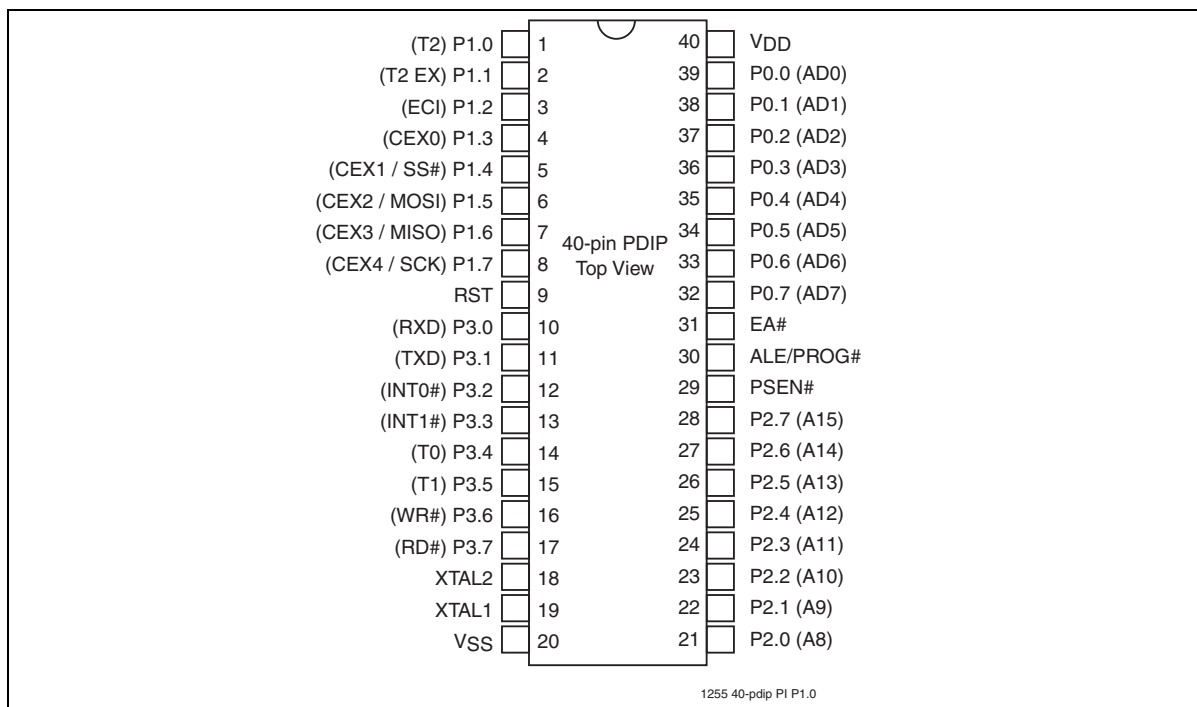 (T2) P1.0 1 40 VDD
(T2 EX) P1.1 2 39 P0.0 (AD0)
(ECI) P1.2 3 38 P0.1 (AD1)
(CEX0) P1.3 4 37 P0.2 (AD2)
(CEX1 / SS#) P1.4 5 36 P0.3 (AD3)
(CEX2 / MOSI) P1.5 6 35 P0.4 (AD4)
(CEX3 / MISO) P1.6 7 34 P0.5 (AD5)
40-pin PDIP
Top View
(CEX4 / SCK) P1.7 8 33 P0.6 (AD6)
RST 9 32 P0.7 (AD7)
(RXD) P3.0 10 31 EA#
(TXD) P3.1 11 30 ALE/PROG#
(INT0#) P3.2 12 29 PSEN#
(INT1#) P3.3 13 28 P2.7 (A15)
(T0) P3.4 14 27 P2.6 (A14)
(T1) P3.5 15 26 P2.5 (A13)
(WR#) P3.6 16 25 P2.4 (A12)
(RD#) P3.7 17 24 P2.3 (A11)
XTAL2 18 23 P2.2 (A10)
XTAL1 19 22 P2.1 (A9)
VSS 20 21 P2.0 (A8)
1255 40-pdip PI P1.0